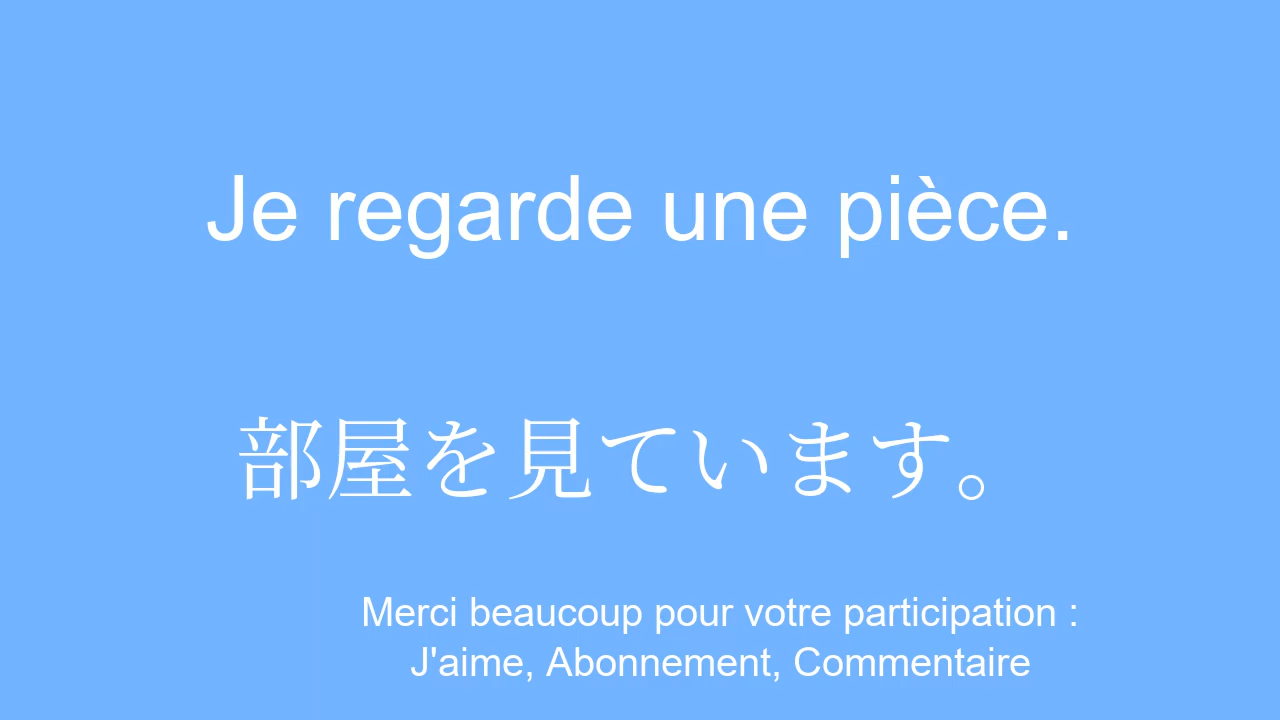 Je regarde une pièce.
部屋を見ています。
Merci beaucoup pour votre participation :
J'aime, Abonnement, Commentaire